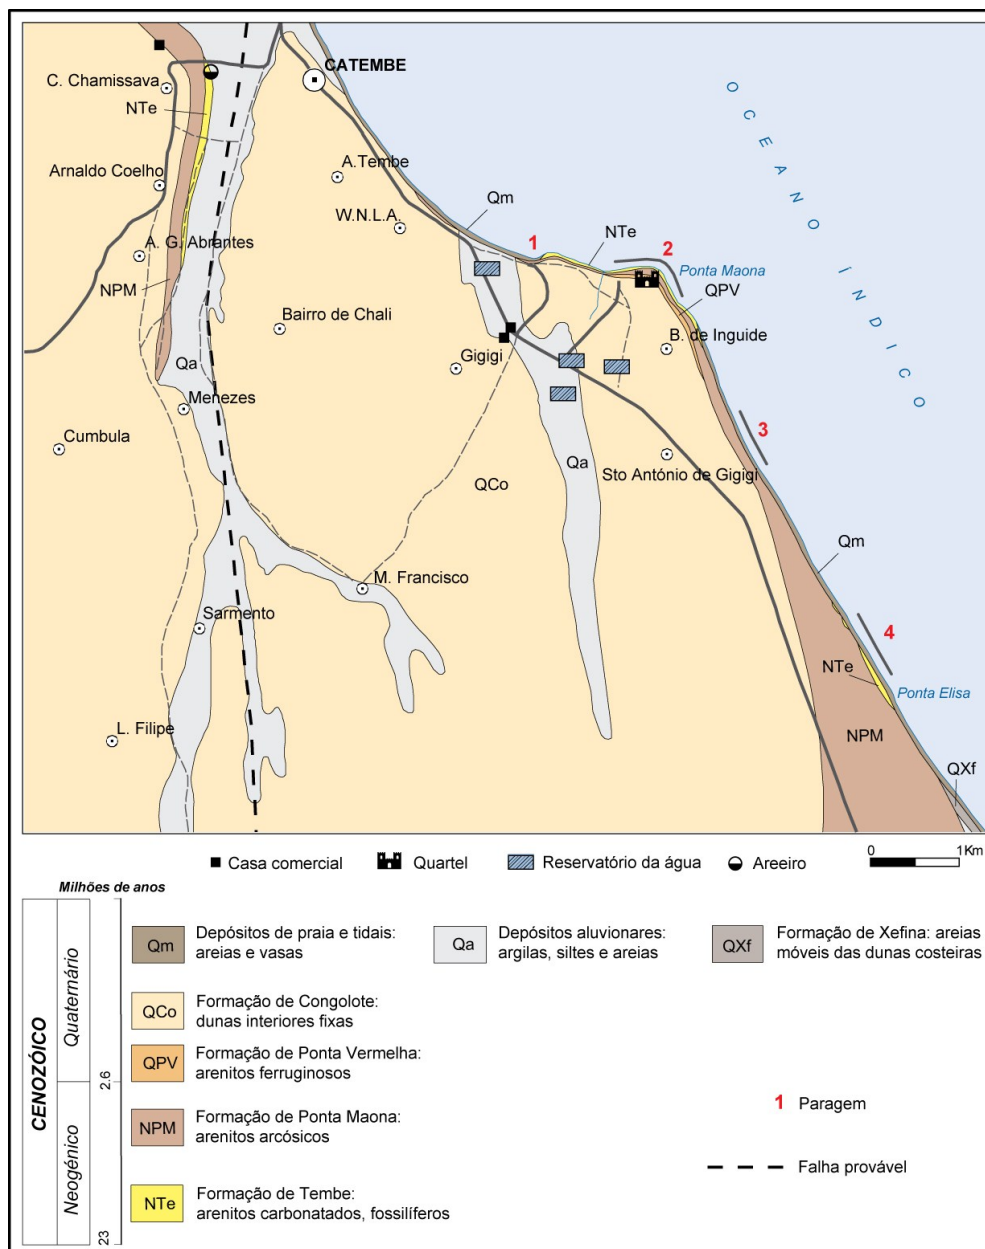 CATEMBE
C. Chamissava
NTe
A.Tembe
Arnaldo Coelho
W.N.L.A.
Qm
A. G. Abrantes
1
NTe
2
Ponta Maona
NPM
QPV
Bairro de Chali
B. de Inguide
Gigigi
Qa
Menezes
3
Cumbula
Qa
Sto António de Gigigi
QCo
Qm
M. Francisco
Sarmento
4
NTe
Ponta Elisa
L. Filipe
NPM
QXf
OCEANO ÍNDICO
Casa comercial
Quartel
Reservatório da água
Areeiro
0 1Km
Milhões de anos
CENOZÓICO
Quaternário
Neogénico
2.6
23
Qm
Depósitos de praia e tidais:
areias e vasas
Qa
Depósitos aluvionares:
argilas, siltes e areias
QXf
Formação de Xefina: areias
móveis das dunas costeiras
QCo
Formação de Congolote:
dunas interiores fixas
QPV
Formação de Ponta Vermelha:
arenitos ferruginosos
NPM
Formação de Ponta Maona:
arenitos arcósicos
NTe
Formação de Tembe:
arenitos carbonatados, fossilíferos
1 Paragem
Falha provável